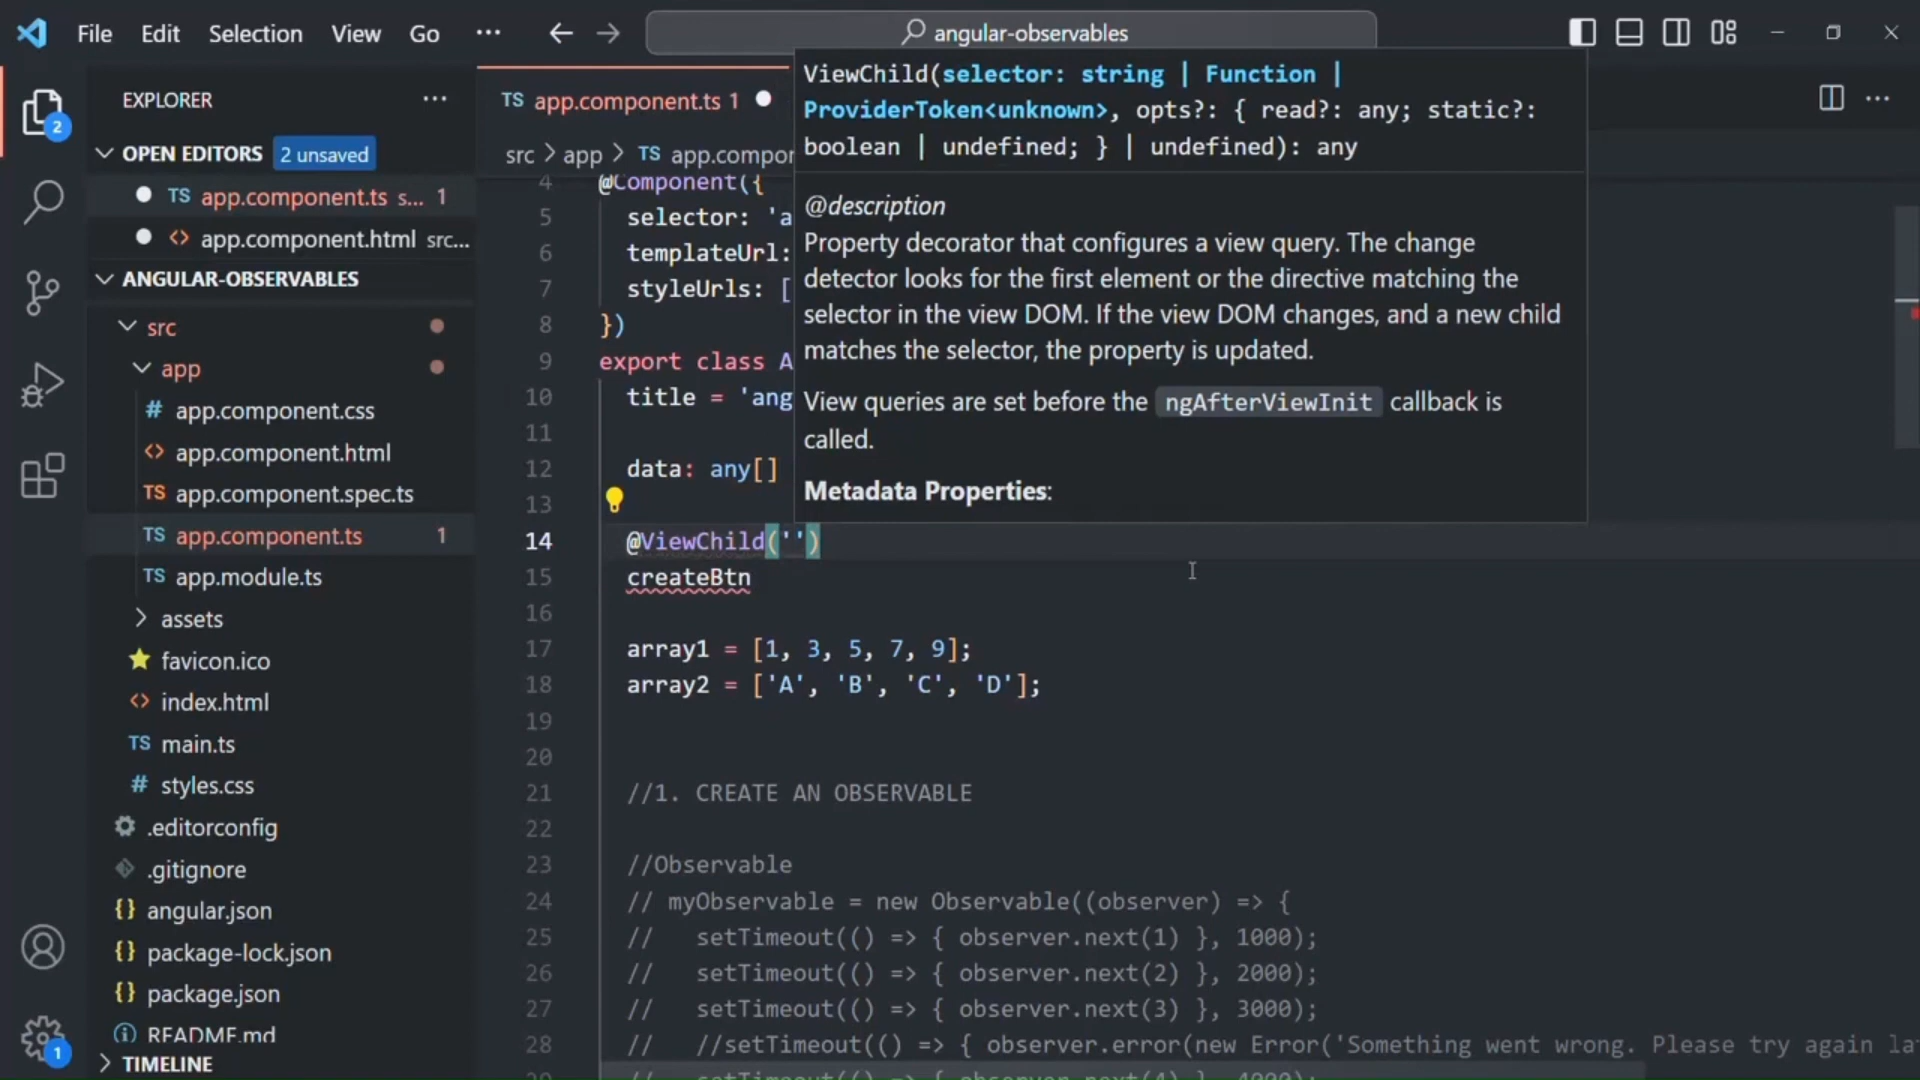 File Edit Selection View Go ··· angular-observables
EXPLORER ···
OPEN EDITORS 2 unsaved
TS app.component.ts s... 1
<> app.component.html src...
ANGULAR-OBSERVABLES
src
app
# app.component.css
<> app.component.html
TS app.component.spec.ts
TS app.component.ts 1
TS app.module.ts
assets
favicon.ico
<> index.html
TS main.ts
# styles.css
.editorconfig
.gitignore
{} angular.json
{} package-lock.json
{} package.json
README.md
TIMELINE
2
1
TS app.component.ts 1
src > app > TS app.compon
ViewChild(selector: string | Function |
ProviderToken<unknown>, opts?: { read?: any; static?:
boolean | undefined; } | undefined): any
@description
Property decorator that configures a view query. The change
detector looks for the first element or the directive matching the
selector in the view DOM. If the view DOM changes, and a new child
matches the selector, the property is updated.
View queries are set before the ngAfterViewInit callback is
called.
Metadata Properties:
4 @Component({
5 selector: 'a
6 templateUrl:
7 styleUrls: [
8 })
9 export class A
10 title = 'ang
11
12 data: any[]
13
14 @ViewChild('')
15 createBtn
16
17 array1 = [1, 3, 5, 7, 9];
18 array2 = ['A', 'B', 'C', 'D'];
19
20
21 //1. CREATE AN OBSERVABLE
22
23 //Observable
24 // myObservable = new Observable((observer) => {
25 // setTimeout(() => { observer.next(1) }, 1000);
26 // setTimeout(() => { observer.next(2) }, 2000);
27 // setTimeout(() => { observer.next(3) }, 3000);
28 // //setTimeout(() => { observer.error(new Error('Something went wrong. Please try again la
29 // setTimeout(() => { observer.next(4) }, 4000);